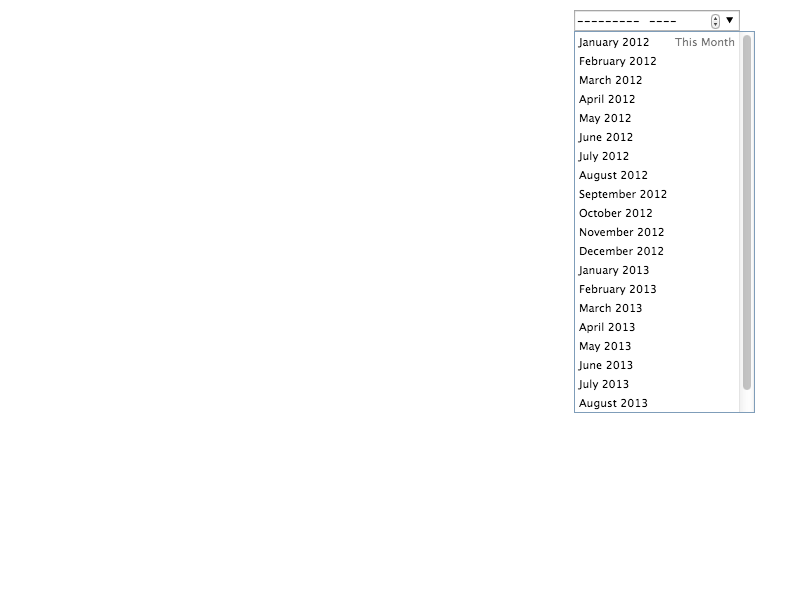 --------- ----
January 2012 This Month
February 2012
March 2012
April 2012
May 2012
June 2012
July 2012
August 2012
September 2012
October 2012
November 2012
December 2012
January 2013
February 2013
March 2013
April 2013
May 2013
June 2013
July 2013
August 2013